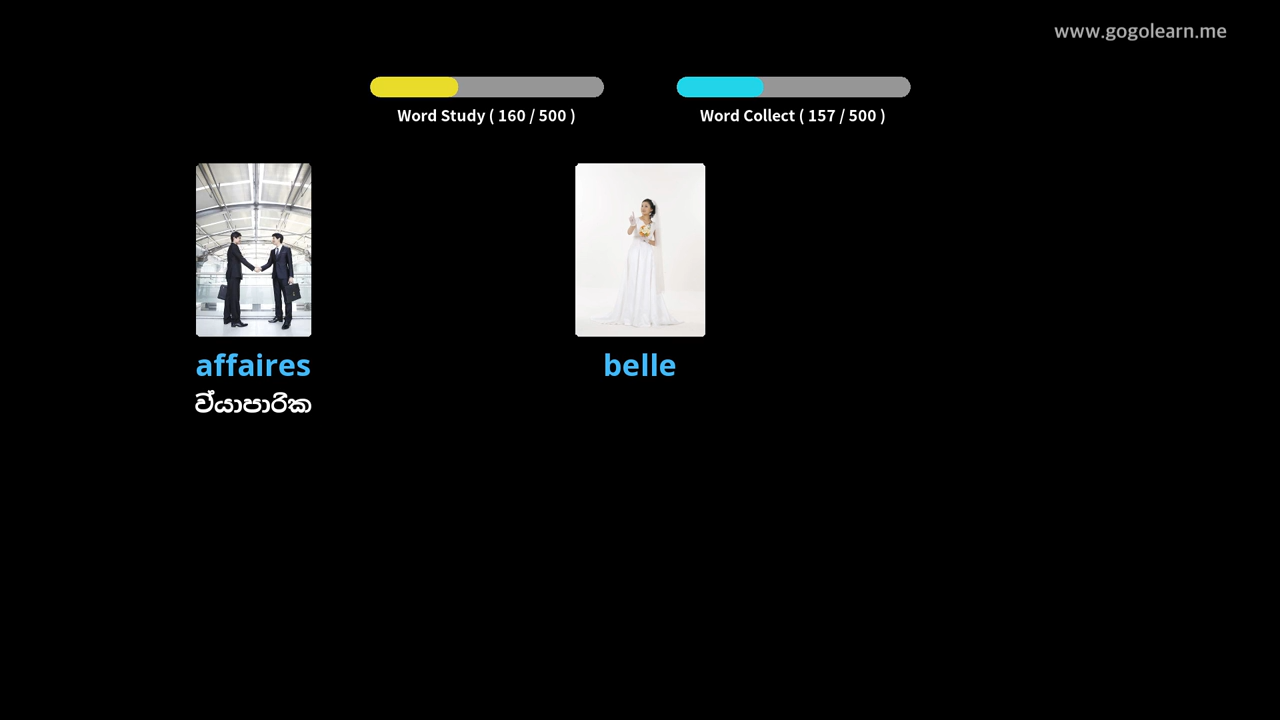 www.gogolearn.me
Word Study ( 160 / 500 )
Word Collect ( 157 / 500 )
affaires
ව්යාපාරික
belle